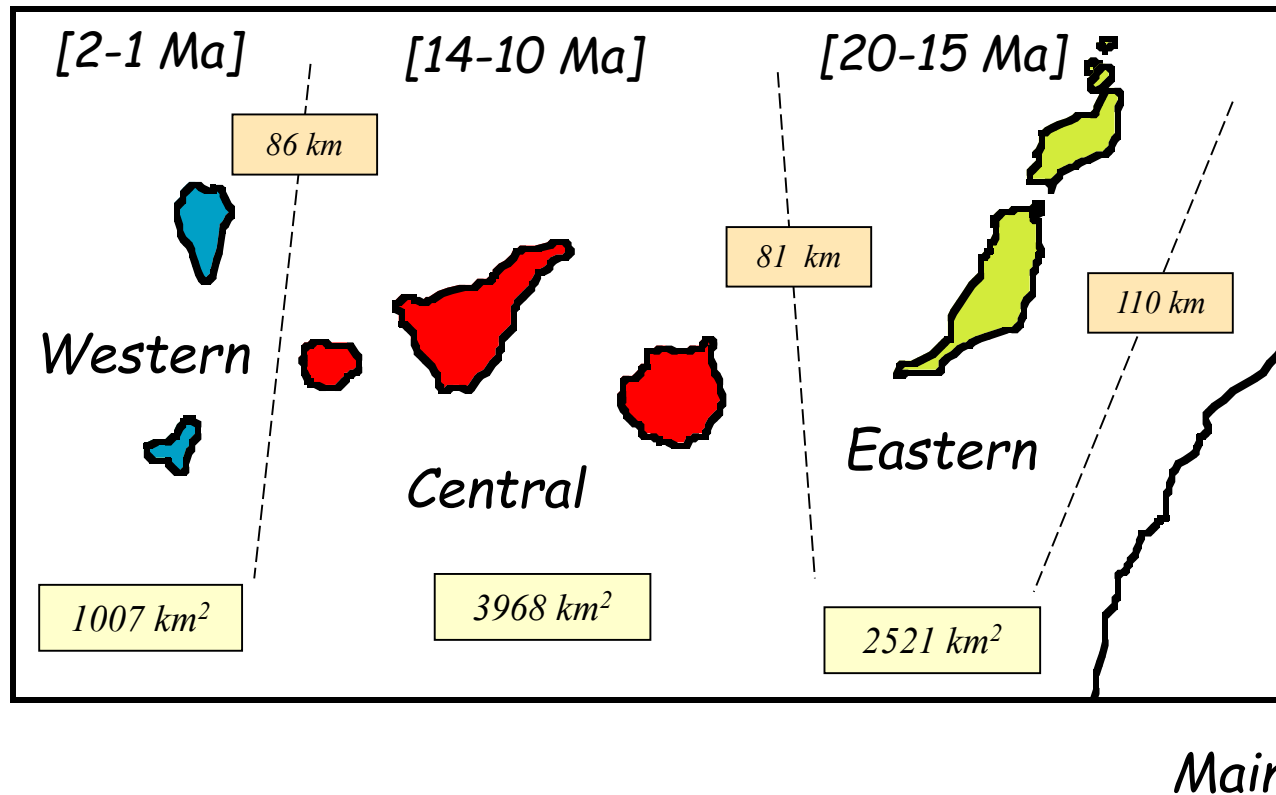 [2-1 Ma]
[14-10 Ma]
[20-15 Ma]
86 km
81 km
110 km
Western
Eastern
Central
1007 km²
3968 km²
2521 km²